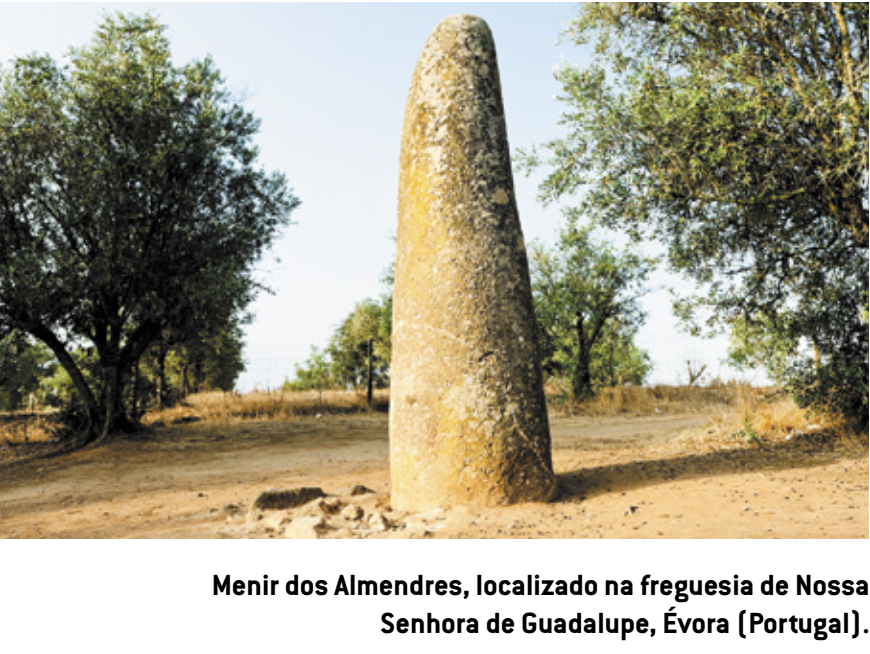 Menir dos Almendres, localizado na freguesia de Nossa
Senhora de Guadalupe, Évora (Portugal).